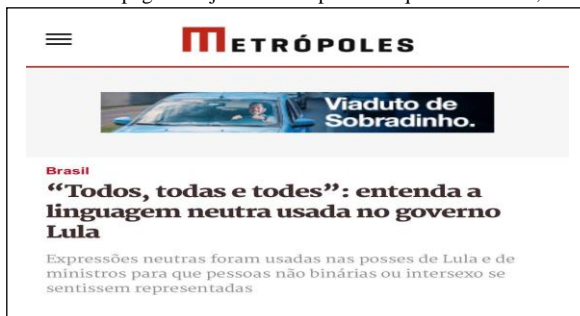 METRÓPOLES
Viaduto de
Sobradinho.
Brasil
“Todos, todas e todes”: entenda a
linguagem neutra usada no governo
Lula
Expressões neutras foram usadas nas posses de Lula e de
ministros para que pessoas não binárias ou intersexo se
sentissem representadas